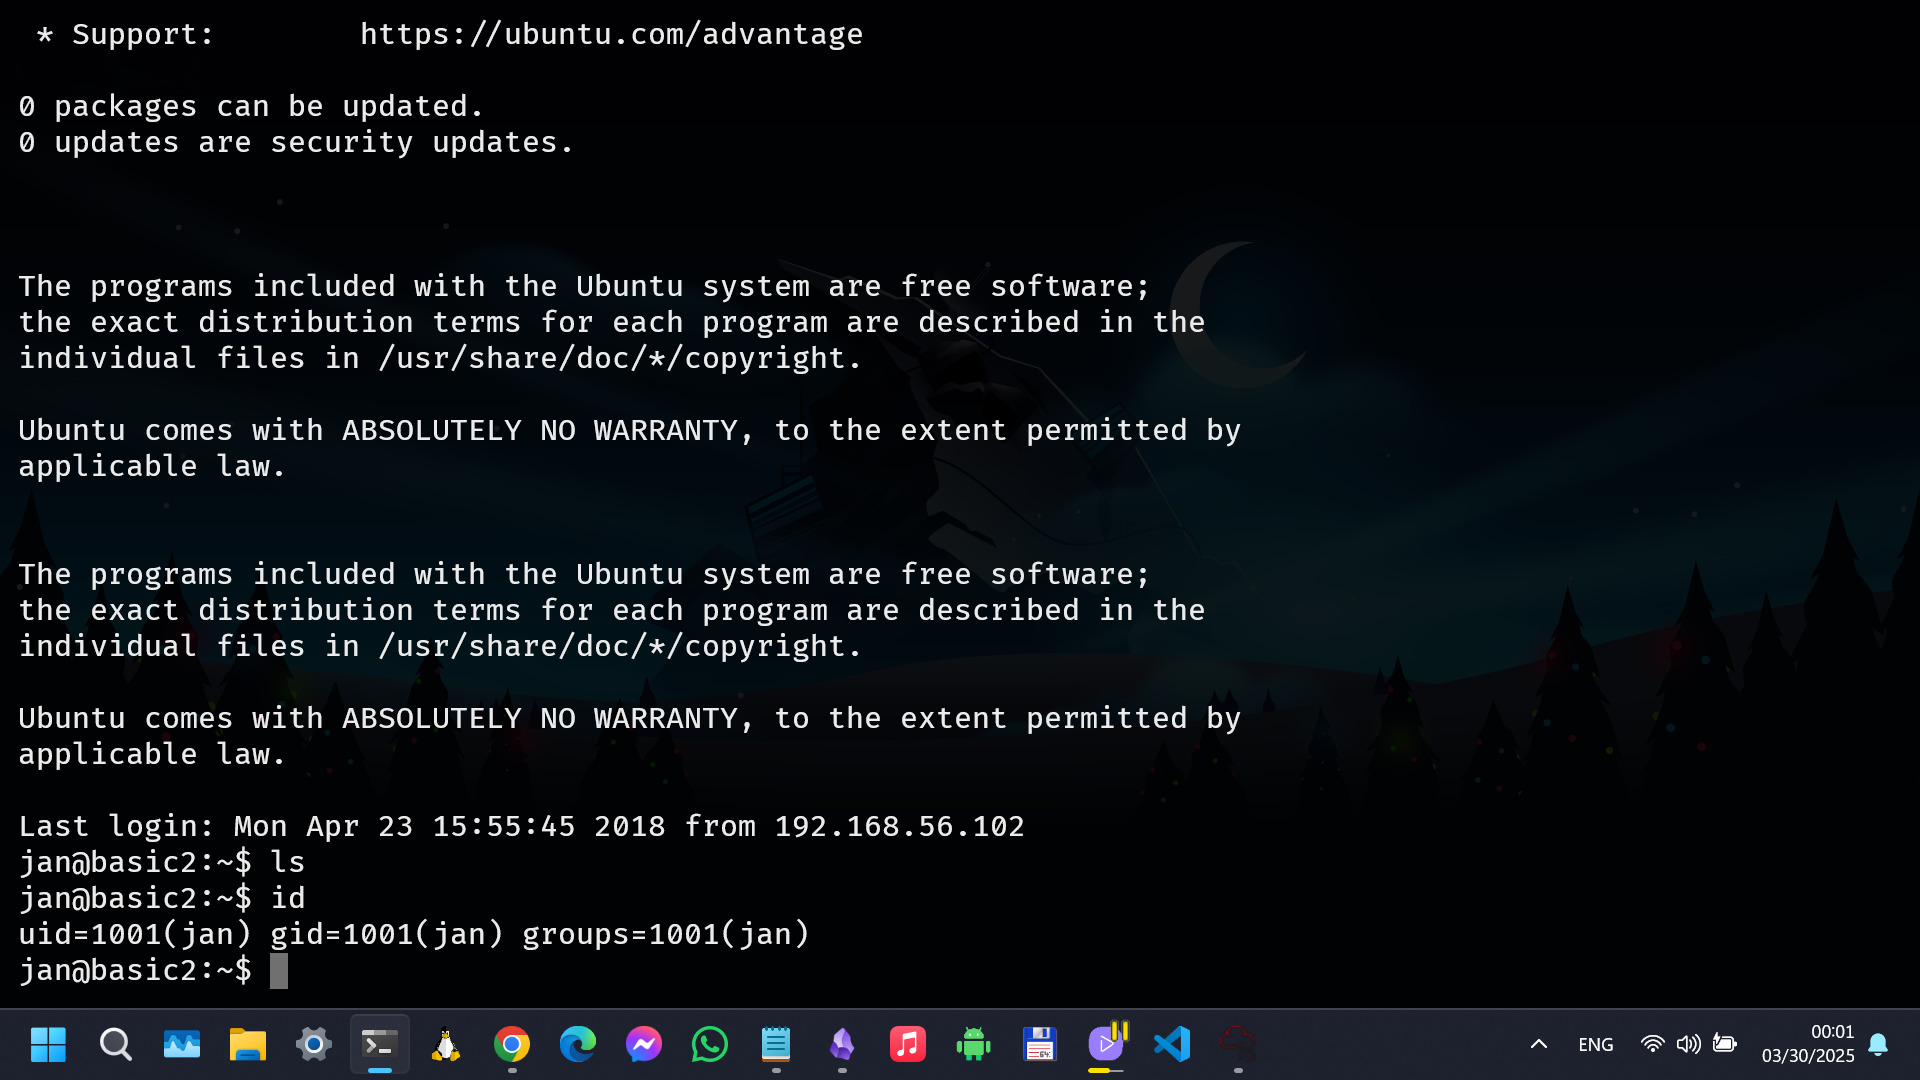 * Support:        https://ubuntu.com/advantage
0 packages can be updated.
0 updates are security updates.
The programs included with the Ubuntu system are free software;
the exact distribution terms for each program are described in the
individual files in /usr/share/doc/*/copyright.
Ubuntu comes with ABSOLUTELY NO WARRANTY, to the extent permitted by
applicable law.
The programs included with the Ubuntu system are free software;
the exact distribution terms for each program are described in the
individual files in /usr/share/doc/*/copyright.
Ubuntu comes with ABSOLUTELY NO WARRANTY, to the extent permitted by
applicable law.
Last login: Mon Apr 23 15:55:45 2018 from 192.168.56.102
jan@basic2:~$ ls
jan@basic2:~$ id
uid=1001(jan) gid=1001(jan) groups=1001(jan)
jan@basic2:~$
64
ENG
00:01
03/30/2025